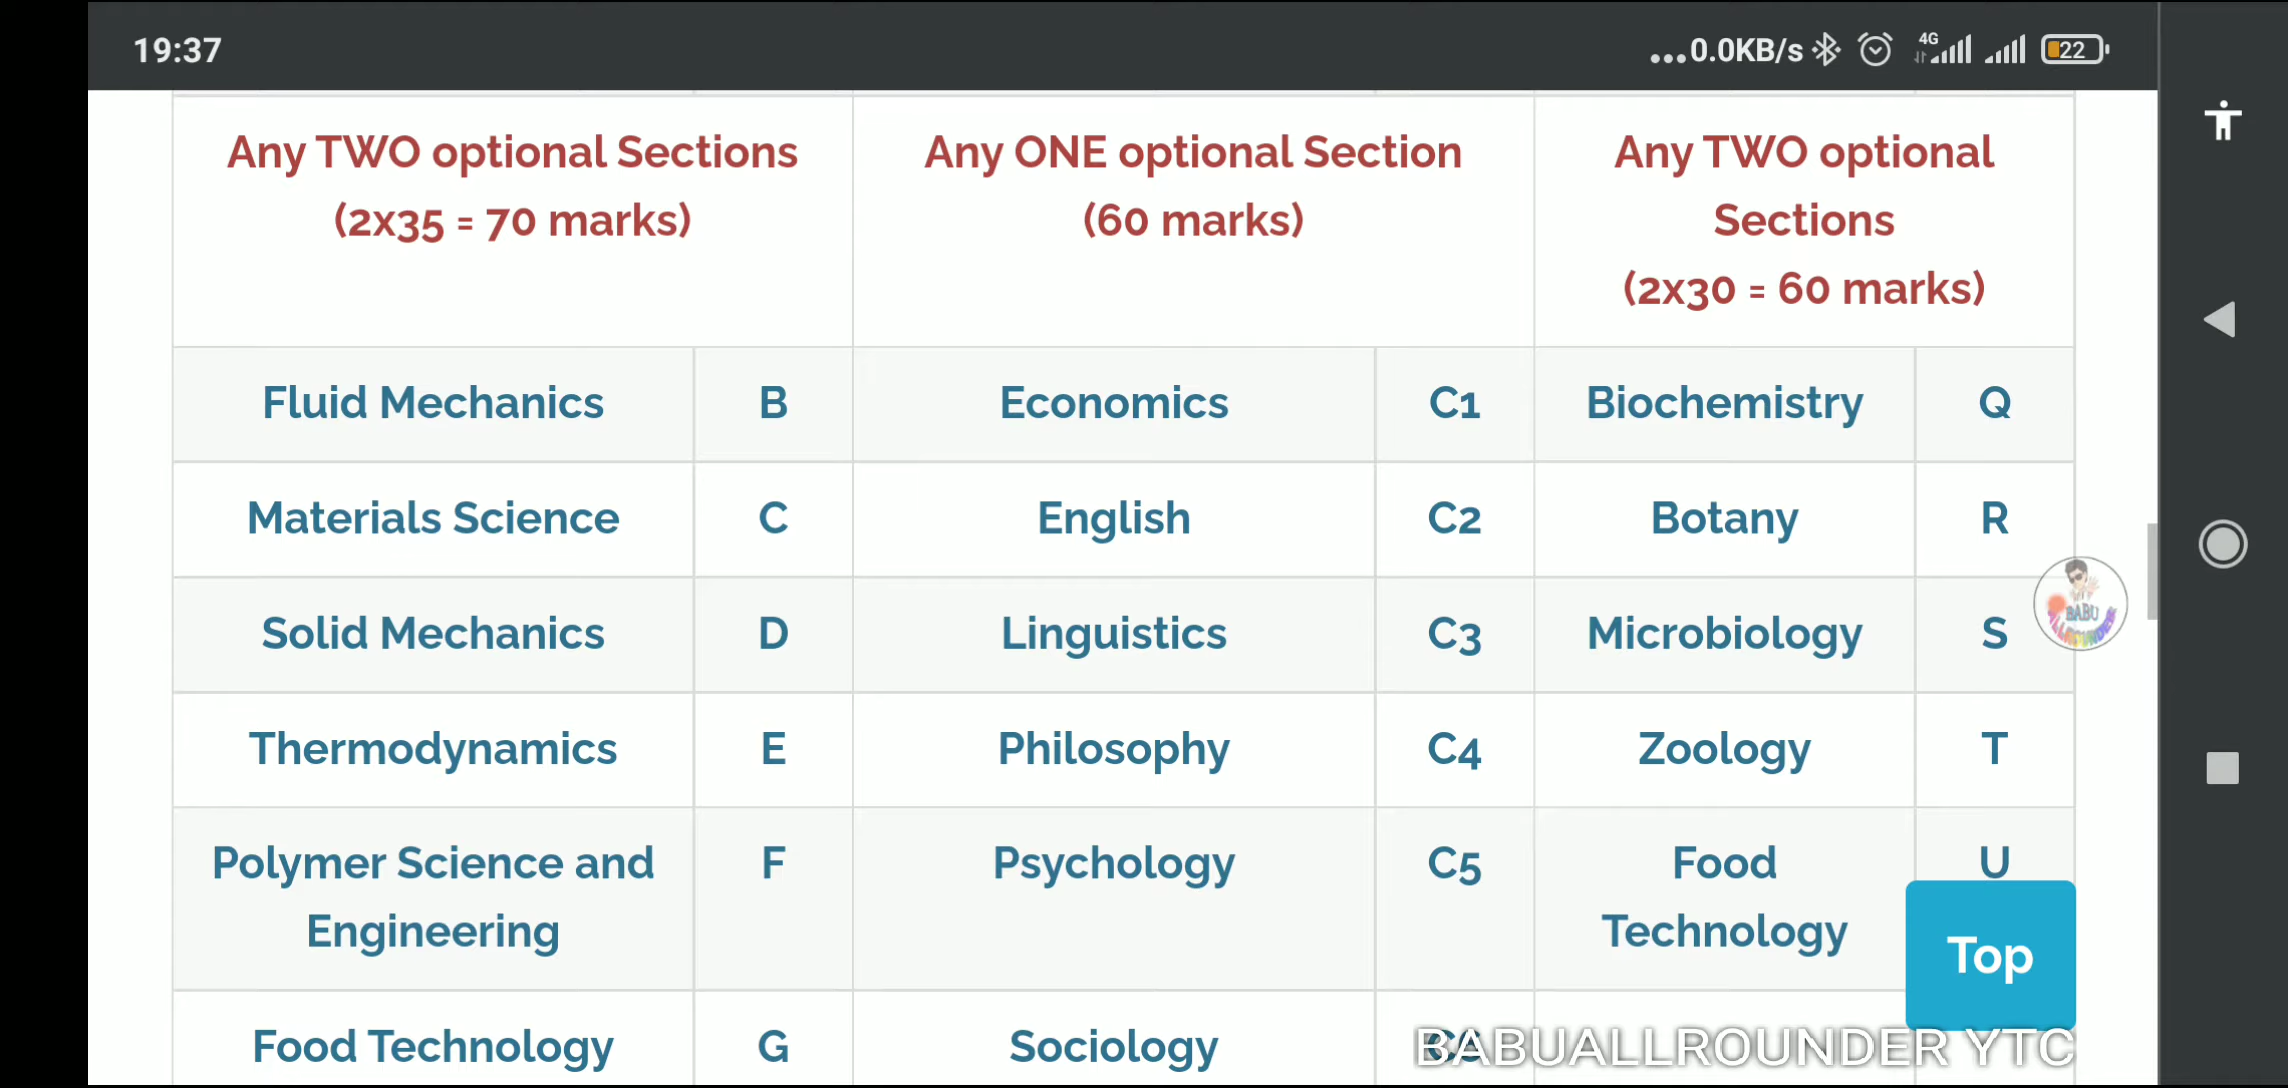 19:37
...0.0KB/s 4G 22
Any TWO optional Sections
(2x35 = 70 marks)
Any ONE optional Section
(60 marks)
Any TWO optional
Sections
(2x30 = 60 marks)
Fluid Mechanics B Economics C1 Biochemistry Q
Materials Science C English C2 Botany R
Solid Mechanics D Linguistics C3 Microbiology S
BABU
ALLROUNDER
Thermodynamics E Philosophy C4 Zoology T
Polymer Science and F Psychology C5 Food U
Engineering Technology
Top
Food Technology G Sociology
BABUALLROUNDER YTC